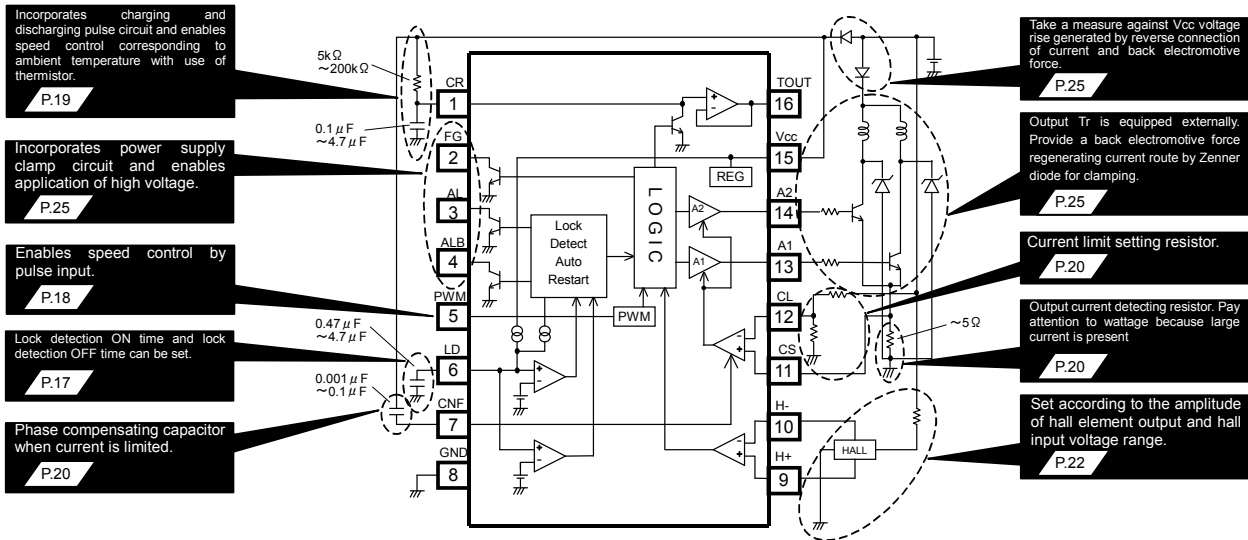 Incorporates charging and
discharging pulse circuit and enables
speed control corresponding to
ambient temperature with use of
thermistor.
P.19
Incorporates power supply
clamp circuit and enables
application of high voltage.
P.25
Enables speed control by
pulse input.
P.18
Lock detection ON time and lock
detection OFF time can be set.
P.17
Phase compensating capacitor
when current is limited.
P.20
5kΩ
~200kΩ
0.1μF
~4.7μF
0.47μF
~4.7μF
0.001μF
~0.1μF
CR
1
FG
2
AL
3
ALB
4
PWM
5
LD
6
CNF
7
GND
8
Lock
Detect
Auto
Restart
LOGIC
PWM
REG
A2
A1
TOUT
16
Vcc
15
A2
14
A1
13
CL
12
CS
11
H-
10
H+
9
HALL
~5Ω
Take a measure against Vcc voltage
rise generated by reverse connection
of current and back electromotive
force.
P.25
Output Tr is equipped externally.
Provide a back electromotive force
regenerating current route by Zenner
diode for clamping.
P.25
Current limit setting resistor.
P.20
Output current detecting resistor. Pay
attention to wattage because large
current is present
P.20
Set according to the amplitude
of hall element output and hall
input voltage range.
P.22